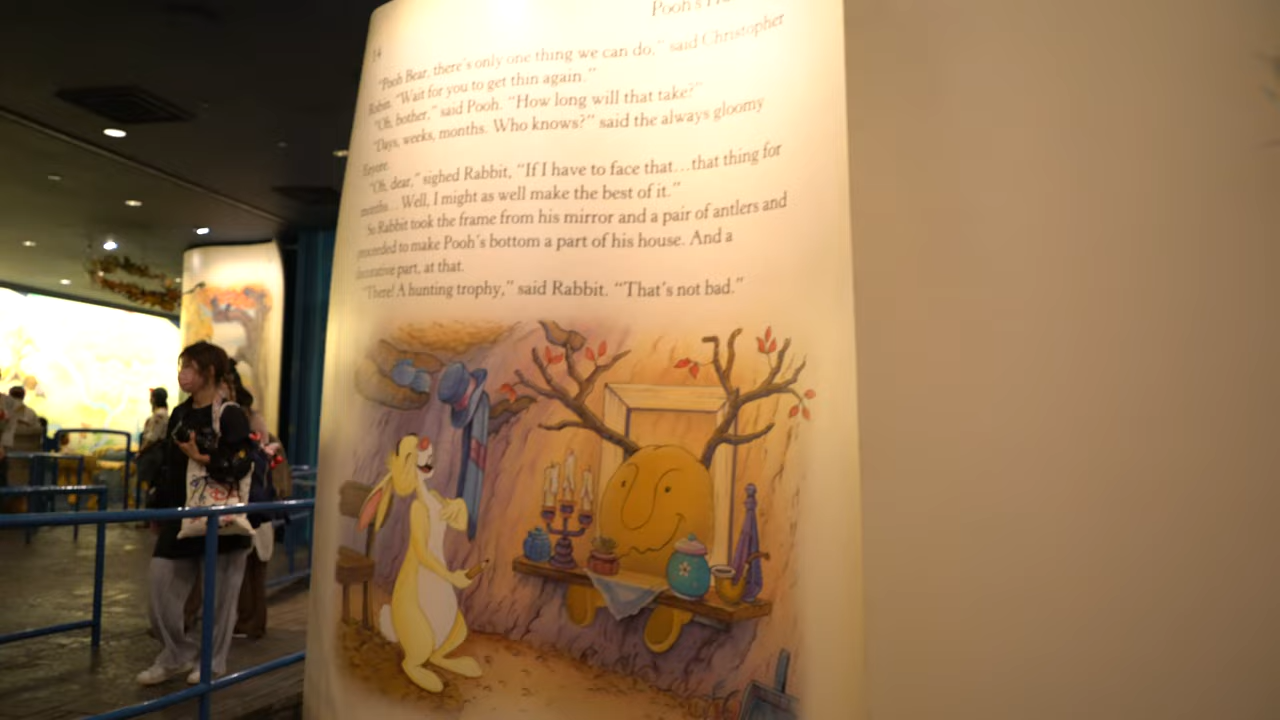 Pooh's
14
"Pooh Bear, there's only one thing we can do," said Christopher
Robin. "Wait for you to get thin again."
"Oh, bother," said Pooh. "How long will that take?"
"Days, weeks, months. Who knows?" said the always gloomy
Eeyore.
"Oh, dear," sighed Rabbit, "If I have to face that...that thing for
months... Well, I might as well make the best of it."
So Rabbit took the frame from his mirror and a pair of antlers and
proceeded to make Pooh's bottom a part of his house. And a
decorative part, at that.
"There! A hunting trophy," said Rabbit. "That's not bad."